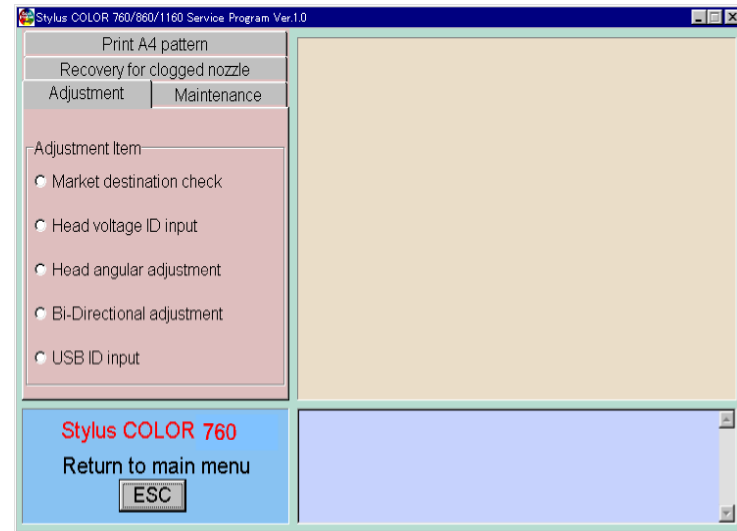 Stylus COLOR 760/860/1160 Service Program Ver.1.0
Print A4 pattern
Recovery for clogged nozzle
Adjustment Maintenance
Adjustment Item
Market destination check
Head voltage ID input
Head angular adjustment
Bi-Directional adjustment
USB ID input
Stylus COLOR 760
Return to main menu
ESC